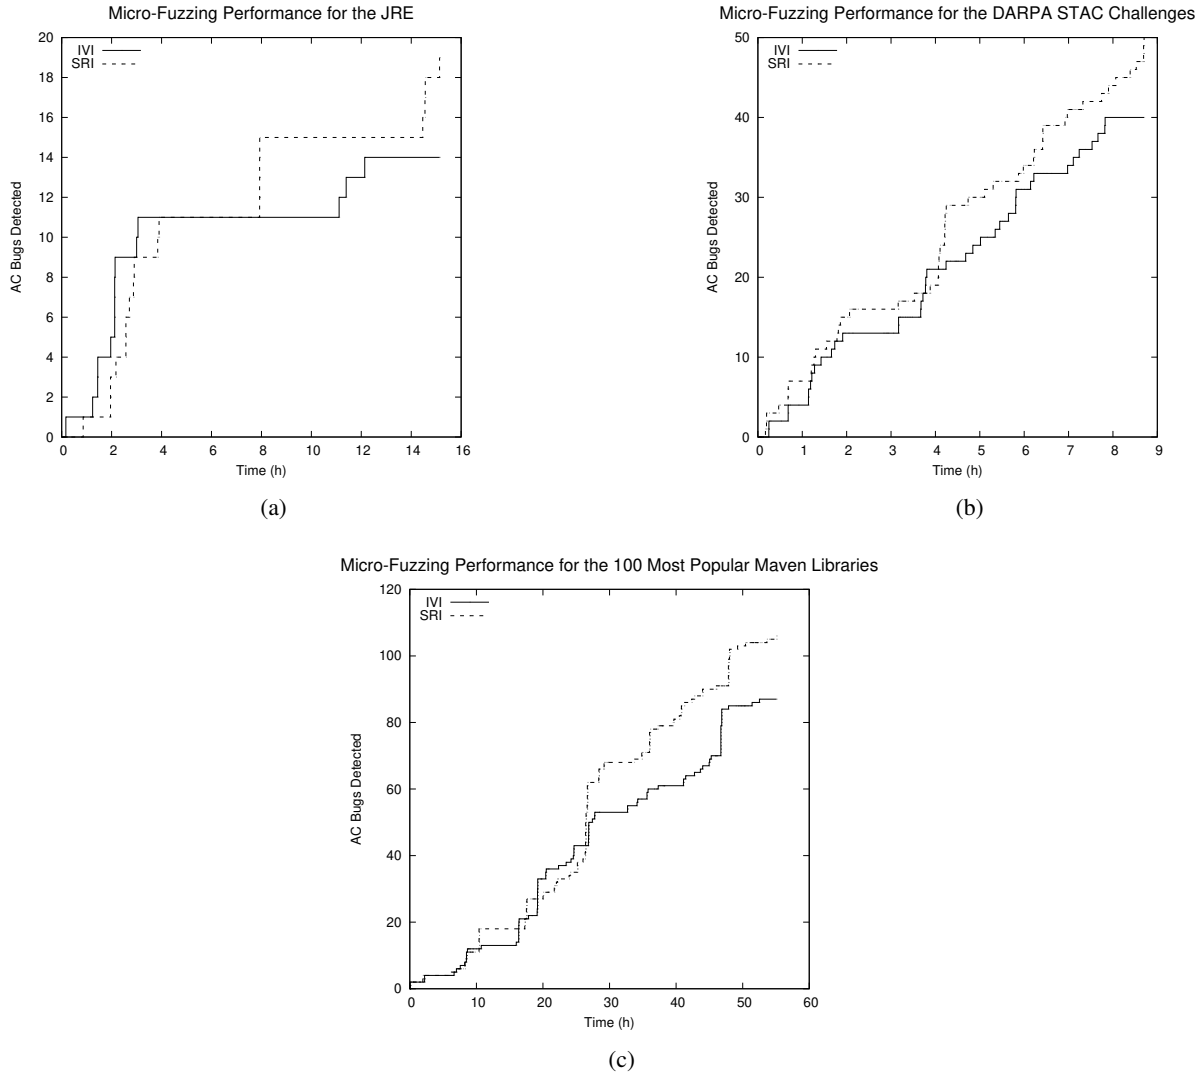 Micro-Fuzzing Performance for the JRE
IVI
SRI
20
18
16
14
12
10
8
6
4
2
0
AC Bugs Detected
0 2 4 6 8 10 12 14 16
Time (h)
(a)
Micro-Fuzzing Performance for the DARPA STAC Challenges
IVI
SRI
50
40
30
20
10
0
AC Bugs Detected
0 1 2 3 4 5 6 7 8 9
Time (h)
(b)
Micro-Fuzzing Performance for the 100 Most Popular Maven Libraries
IVI
SRI
120
100
80
60
40
20
0
AC Bugs Detected
0 10 20 30 40 50 60
Time (h)
(c)